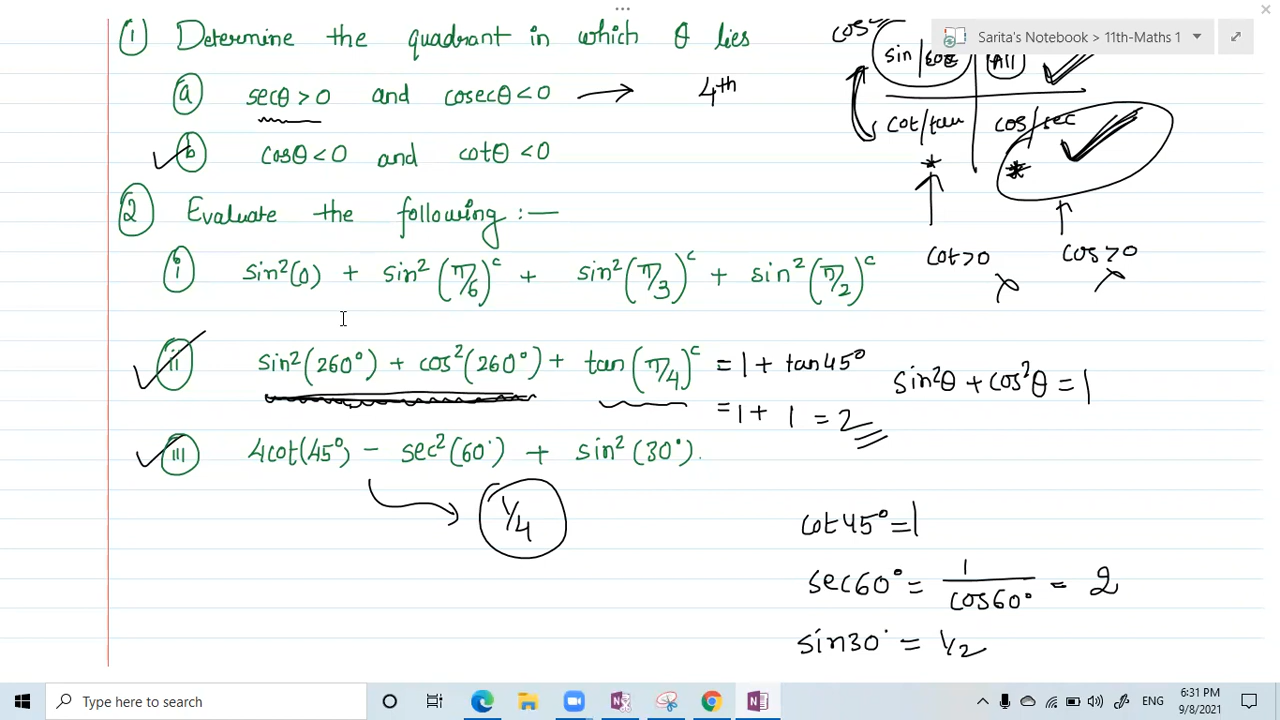 ① Determine the quadrant in which θ lies
Sarita's Notebook > 11th-Maths 1
ⓐ secθ > 0 and cosecθ < 0 → 4th
ⓑ cosθ < 0 and cotθ < 0
sin/cosec | All
cot/tan | cos/sec
cot > 0
cos > 0
② Evaluate the following :—
ⓘ sin²(0) + sin²(π/6)ᶜ + sin²(π/3)ᶜ + sin²(π/2)ᶜ
ⓘⓘ sin²(260°) + cos²(260°) + tan(π/4)ᶜ = 1 + tan45°
= 1 + 1 = 2
sin²θ + cos²θ = 1
ⓘⓘⓘ 4cot(45°) − sec²(60°) + sin²(30°).
1/4
cot45° = 1
sec60° = 1/cos60° = 2
sin30° = 1/2
Type here to search
ENG
6:31 PM
9/8/2021